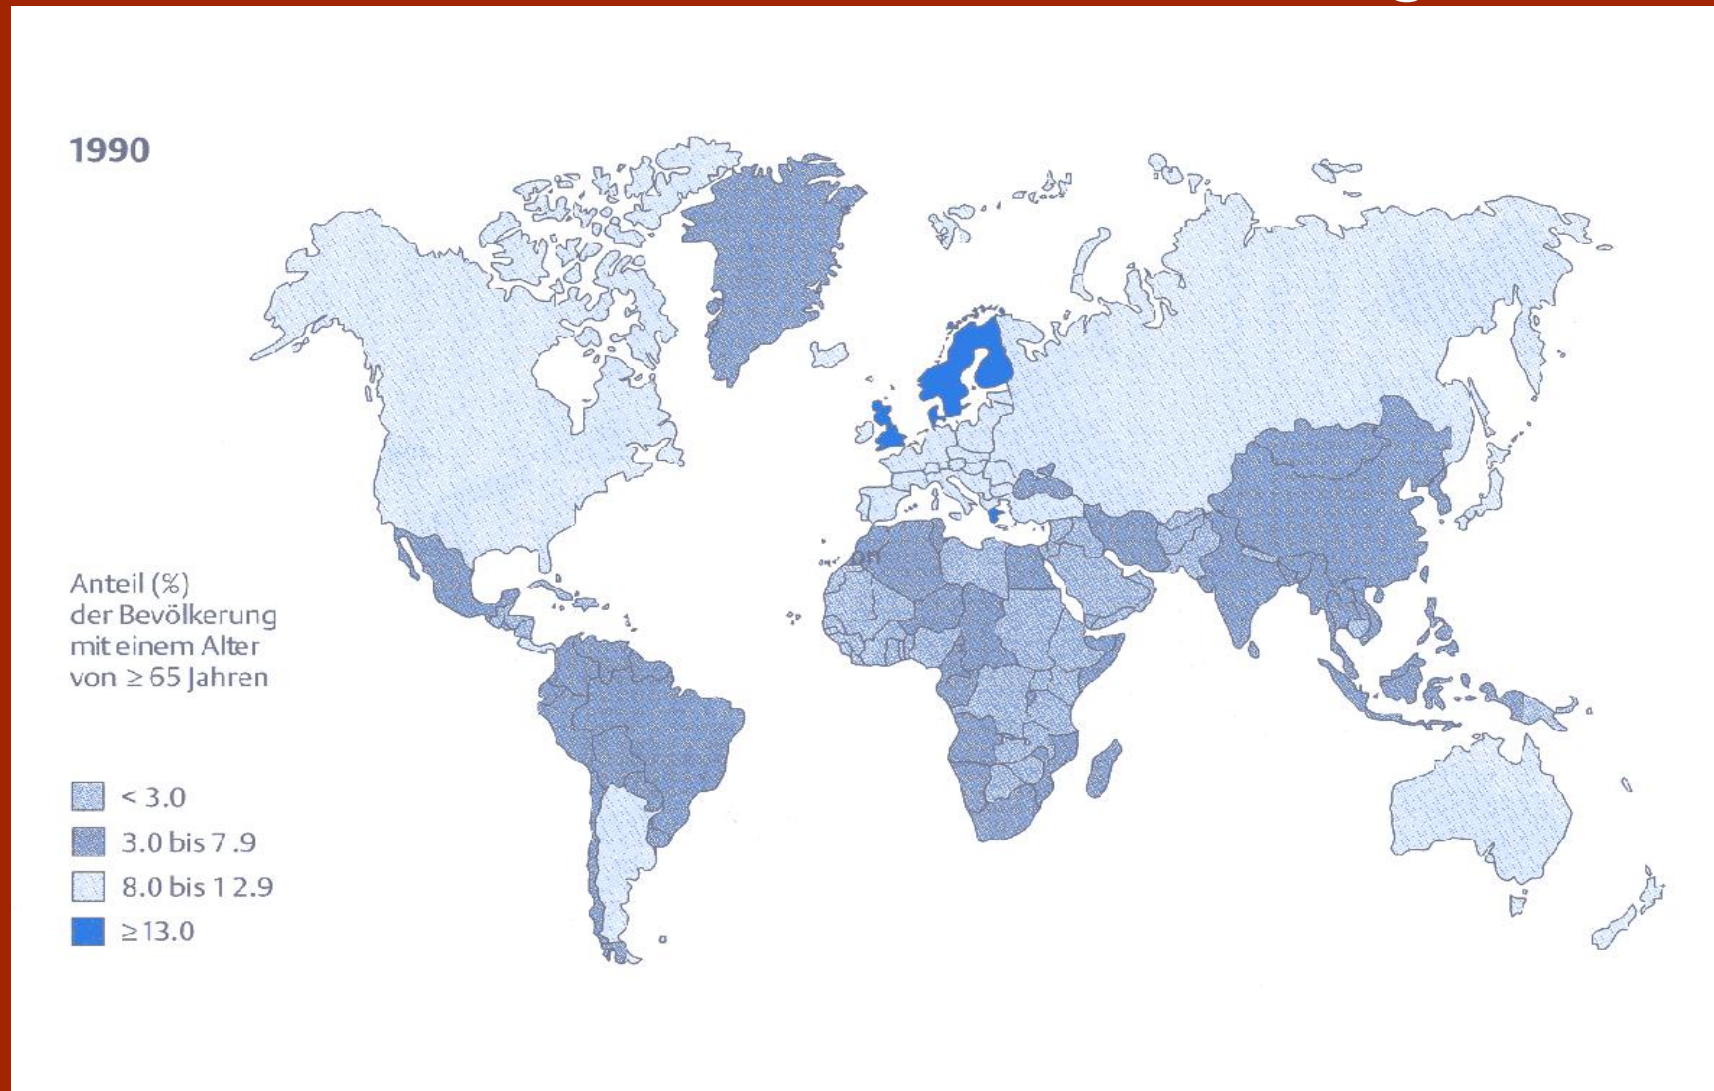 1990
Anteil (%)
der Bevölkerung
mit einem Alter
von ≥ 65 Jahren
< 3.0
3.0 bis 7.9
8.0 bis 12.9
≥13.0